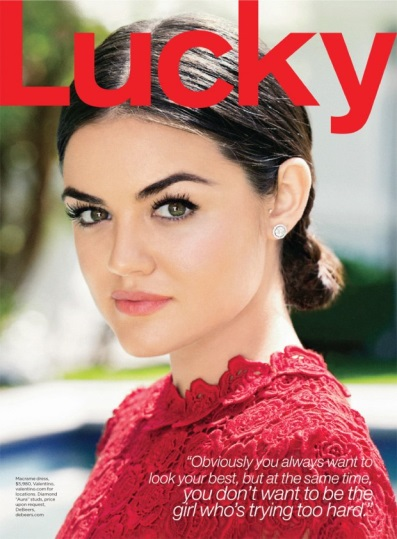 Lucky
"Obviously you always want to
look your best, but at the same time,
you don't want to be the
girl who's trying too hard."
Macramé dress,
$5,980, Valentino,
valentino.com for
locations. Diamond
"Aura" studs, price
upon request,
DeBeers,
debeers.com